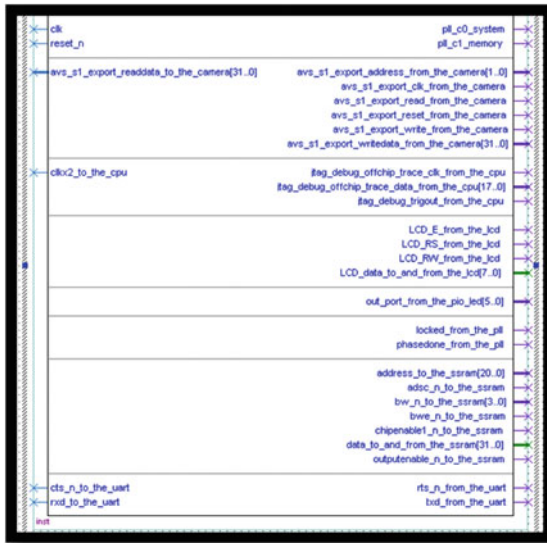 clk pll_c0_system
reset_n pll_c1_memory
avs_s1_export_readdata_to_the_camera[31..0] avs_s1_export_address_from_the_camera[1..0]
avs_s1_export_clk_from_the_camera
avs_s1_export_read_from_the_camera
avs_s1_export_reset_from_the_camera
avs_s1_export_write_from_the_camera
avs_s1_export_writedata_from_the_camera[31..0]
clkx2_to_the_cpu jtag_debug_offchip_trace_clk_from_the_cpu
jtag_debug_offchip_trace_data_from_the_cpu[17..0]
jtag_debug_trigout_from_the_cpu
LCD_E_from_the_lcd
LCD_RS_from_the_lcd
LCD_RW_from_the_lcd
LCD_data_to_and_from_the_lcd[7..0]
out_port_from_the_pio_led[5..0]
locked_from_the_pll
phasedone_from_the_pll
address_to_the_ssram[20..0]
adsc_n_to_the_ssram
bw_n_to_the_ssram[3..0]
bwe_n_to_the_ssram
chipenable1_n_to_the_ssram
data_to_and_from_the_ssram[31..0]
outputenable_n_to_the_ssram
cts_n_to_the_uart rts_n_from_the_uart
rxd_to_the_uart txd_from_the_uart
inst